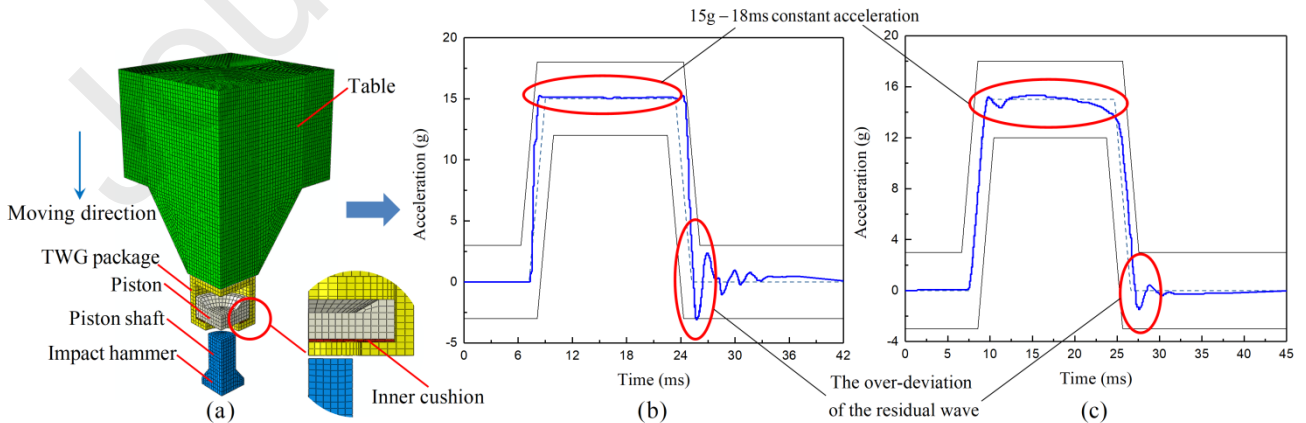 Jou
Table
Moving direction
TWG package
Piston
Piston shaft
Impact hammer
Inner cushion
(a)
15g – 18ms constant acceleration
Acceleration (g)
20
15
10
5
0
-5
0
6
12
18
24
30
36
42
Time (ms)
(b)
The over-deviation
of the residual wave
Acceleration (g)
20
16
12
8
4
0
-4
0
5
10
15
20
25
30
35
40
45
Time (ms)
(c)